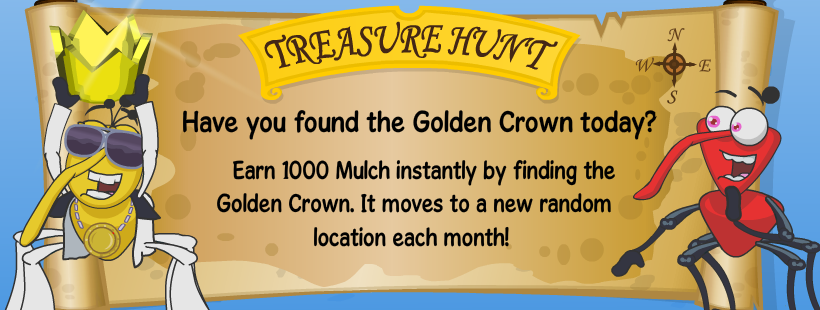 TREASURE HUNT
N
W E
S
Have you found the Golden Crown today?
Earn 1000 Mulch instantly by finding the
Golden Crown. It moves to a new random
location each month!